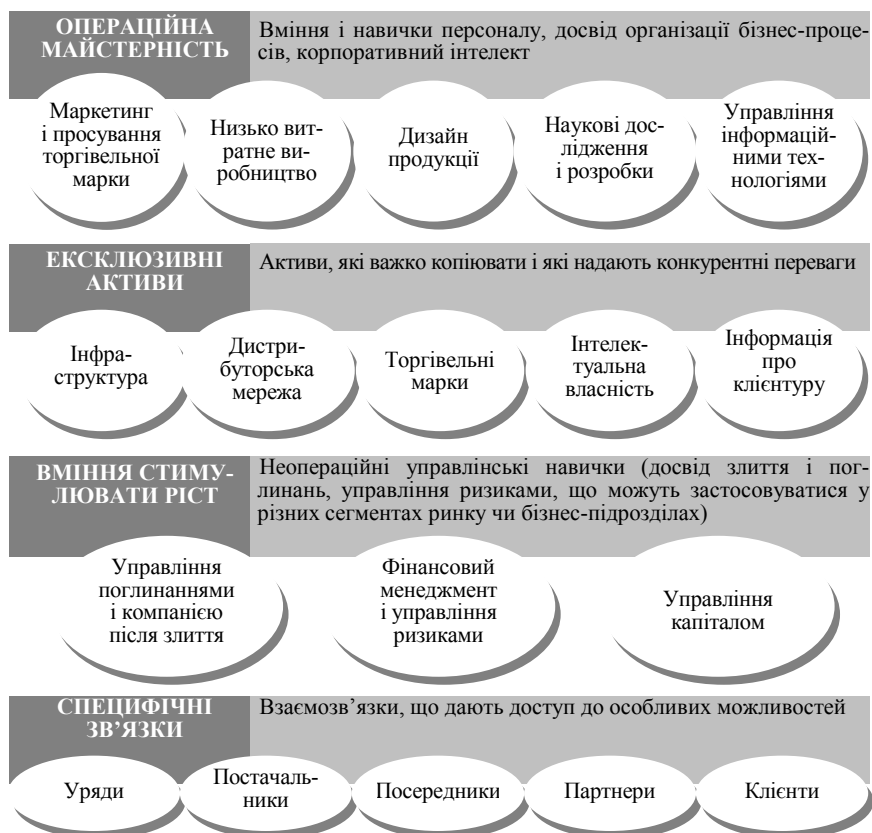 ОПЕРАЦІЙНА
МАЙСТЕРНІСТЬ
Вміння і навички персоналу, досвід організації бізнес-проце-
сів, корпоративний інтелект
Маркетинг
і просування
торгівельної
марки
Низько вит-
ратне ви-
робництво
Дизайн
продукції
Наукові дос-
лідження
і розробки
Управління
інформацій-
ними тех-
нологіями
ЕКСКЛЮЗИВНІ
АКТИВИ
Активи, які важко копіювати і які надають конкурентні переваги
Інфра-
структура
Дистри-
буторська
мережа
Торгівельні
марки
Інтелек-
туальна
власність
Інформація
про
клієнтуру
ВМІННЯ СТИМУ-
ЛЮВАТИ РІСТ
Неопераційні управлінські навички (досвід злиття і пог-
линань, управління ризиками, що можуть застосовуватися у
різних сегментах ринку чи бізнес-підрозділах)
Управління
поглинаннями
і компанією
після злиття
Фінансовий
менеджмент
і управління
ризиками
Управління
капіталом
СПЕЦИФІЧНІ
ЗВ’ЯЗКИ
Взаємозв’язки, що дають доступ до особливих можливостей
Уряди
Постачаль-
ники
Посередники
Партнери
Клієнти